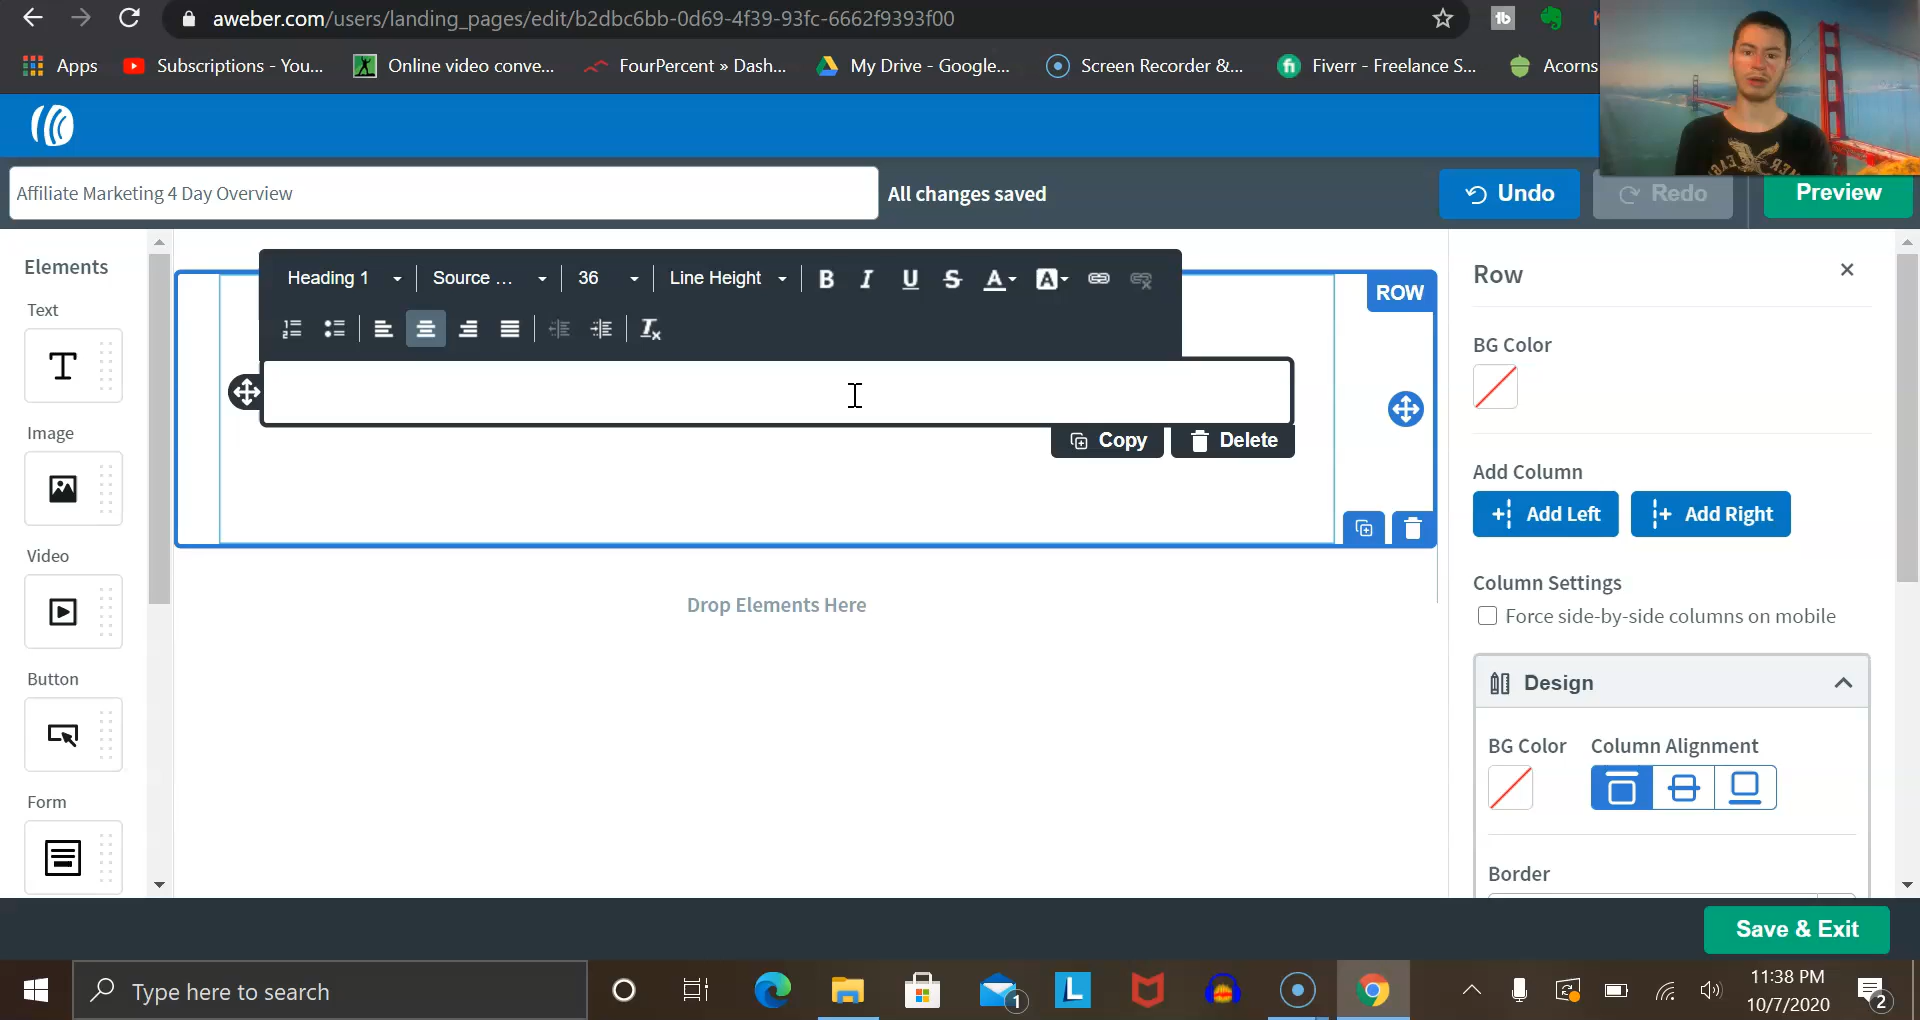 aweber.com/users/landing_pages/edit/b2dbc6bb-0d69-4f39-93fc-6662f9393f00
Apps
Subscriptions - You...
Online video conve...
FourPercent » Dash...
My Drive - Google...
Screen Recorder &...
Fiverr - Freelance S...
Acorns
Affiliate Marketing 4 Day Overview
All changes saved
Undo
Redo
Preview
Elements
Text
Image
Video
Button
Form
Heading 1
Source ...
36
Line Height
ROW
Copy
Delete
Drop Elements Here
Row
BG Color
Add Column
Add Left
Add Right
Column Settings
Force side-by-side columns on mobile
Design
BG Color
Column Alignment
Border
Save & Exit
Type here to search
1
11:38 PM
10/7/2020
2